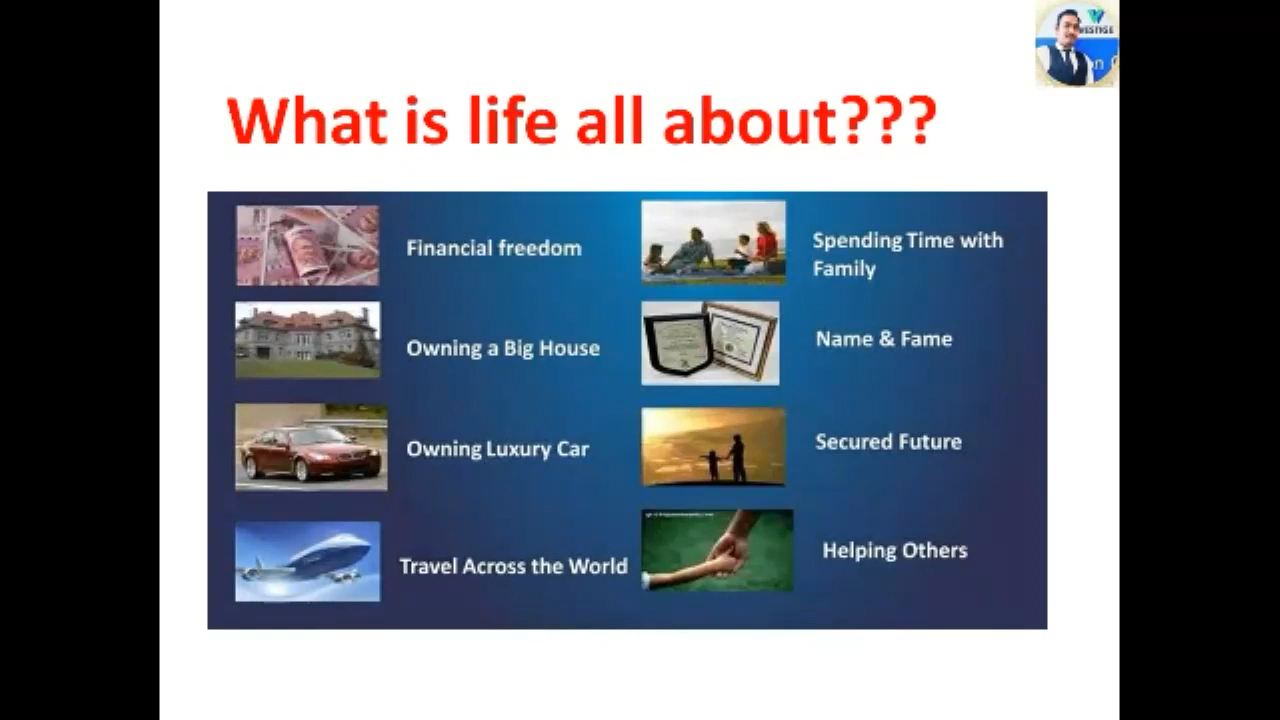 What is life all about???
Financial freedom
Owning a Big House
Owning Luxury Car
Travel Across the World
Spending Time with
Family
Name & Fame
Secured Future
Helping Others